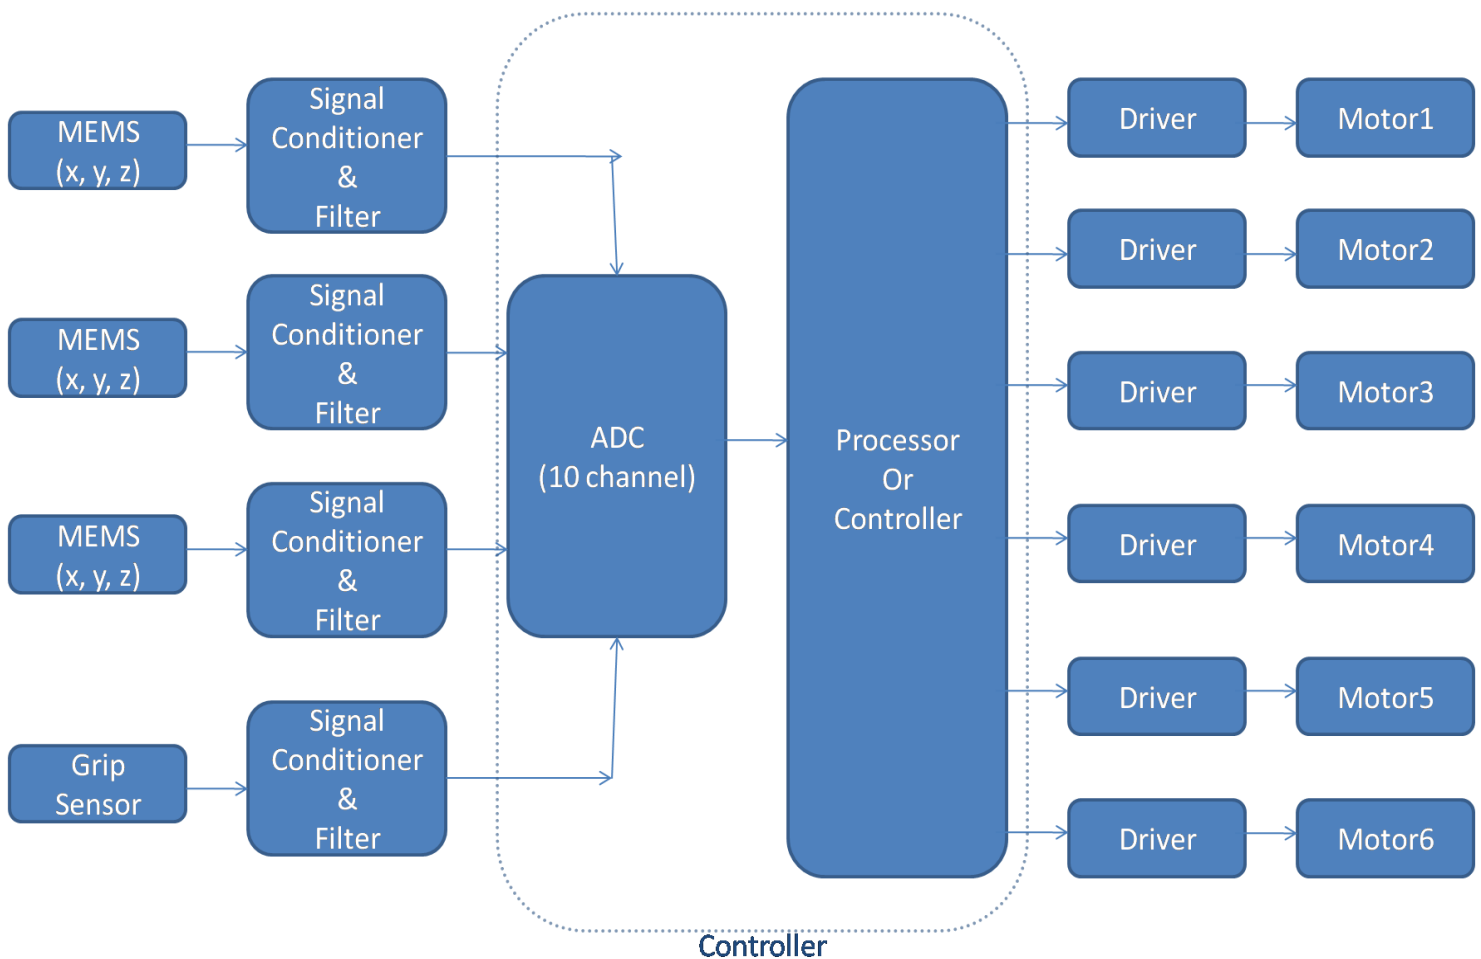 MEMS
(x, y, z)
Signal
Conditioner
&
Filter
MEMS
(x, y, z)
Signal
Conditioner
&
Filter
MEMS
(x, y, z)
Signal
Conditioner
&
Filter
Grip
Sensor
Signal
Conditioner
&
Filter
ADC
(10 channel)
Processor
Or
Controller
Driver
Motor1
Driver
Motor2
Driver
Motor3
Driver
Motor4
Driver
Motor5
Driver
Motor6
Controller